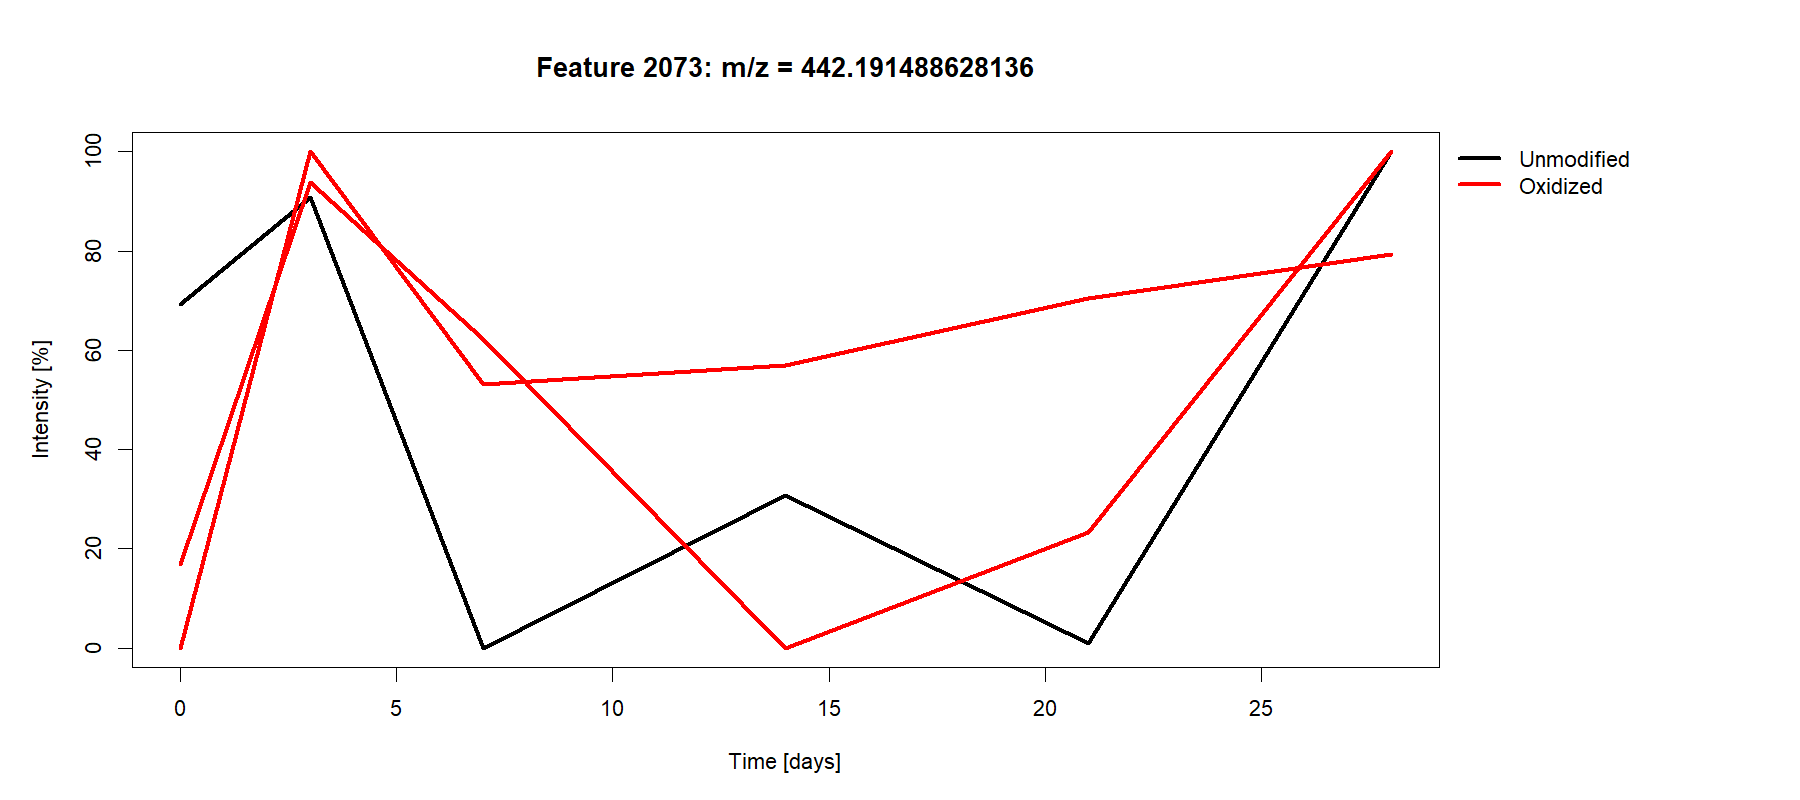 Feature 2073: m/z = 442.191488628136
Unmodified
Oxidized
Intensity [%]
100
80
60
40
20
0
0 5 10 15 20 25
Time [days]